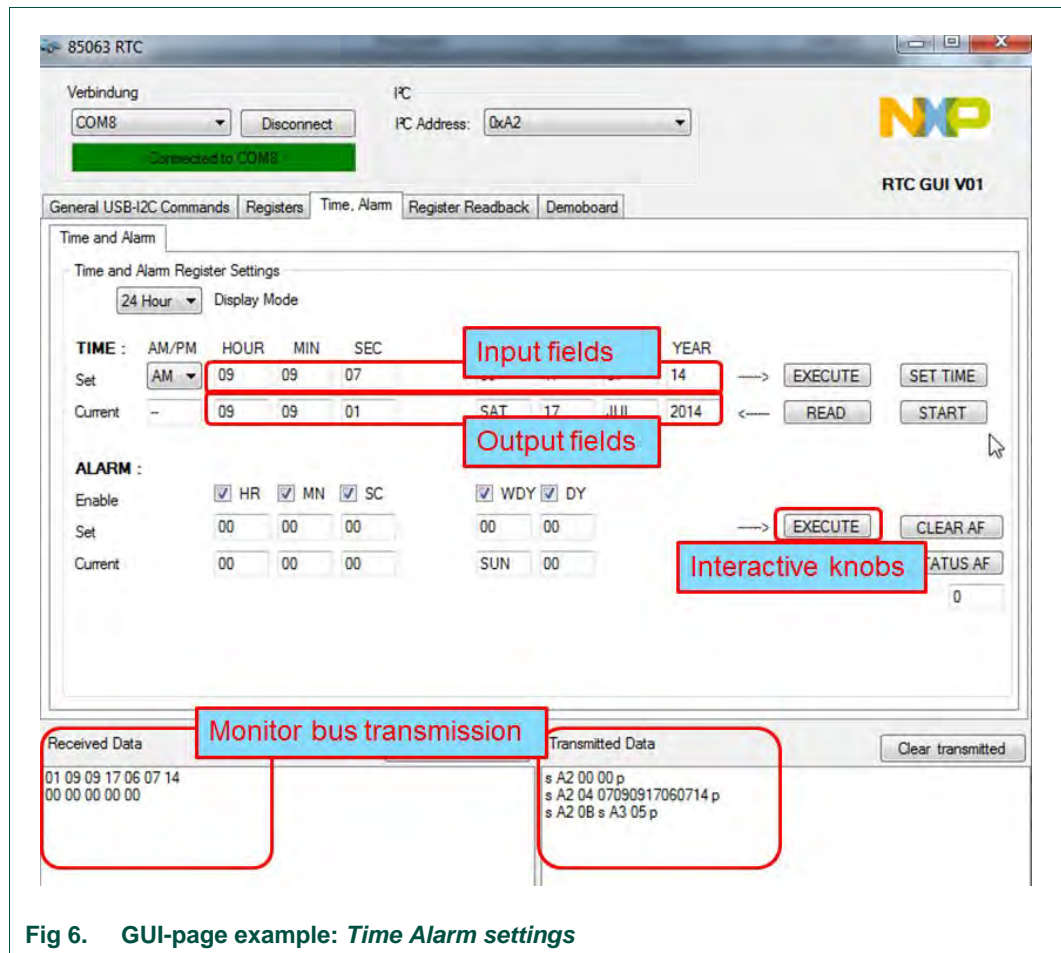 85063 RTC
Verbindung I²C
COM8 Disconnect I²C Address: 0xA2
Connected to COM8
NXP
RTC GUI V01
General USB-I2C Commands Registers Time, Alarm Register Readback Demoboard
Time and Alarm
Time and Alarm Register Settings
24 Hour Display Mode
TIME : AM/PM HOUR MIN SEC YEAR
Input fields
Set AM 09 09 07 14 -----> EXECUTE SET TIME
Current -- 09 09 01 SAT 17 JUL 2014 <----- READ START
Output fields
ALARM :
Enable HR MN SC WDY DY
Set 00 00 00 00 00 -----> EXECUTE CLEAR AF
Current 00 00 00 SUN 00 TATUS AF
Interactive knobs
0
Monitor bus transmission
Received Data Transmitted Data Clear transmitted
01 09 09 17 06 07 14
00 00 00 00 00
s A2 00 00 p
s A2 04 07090917060714 p
s A2 0B s A3 05 p
Fig 6. GUI-page example: Time Alarm settings